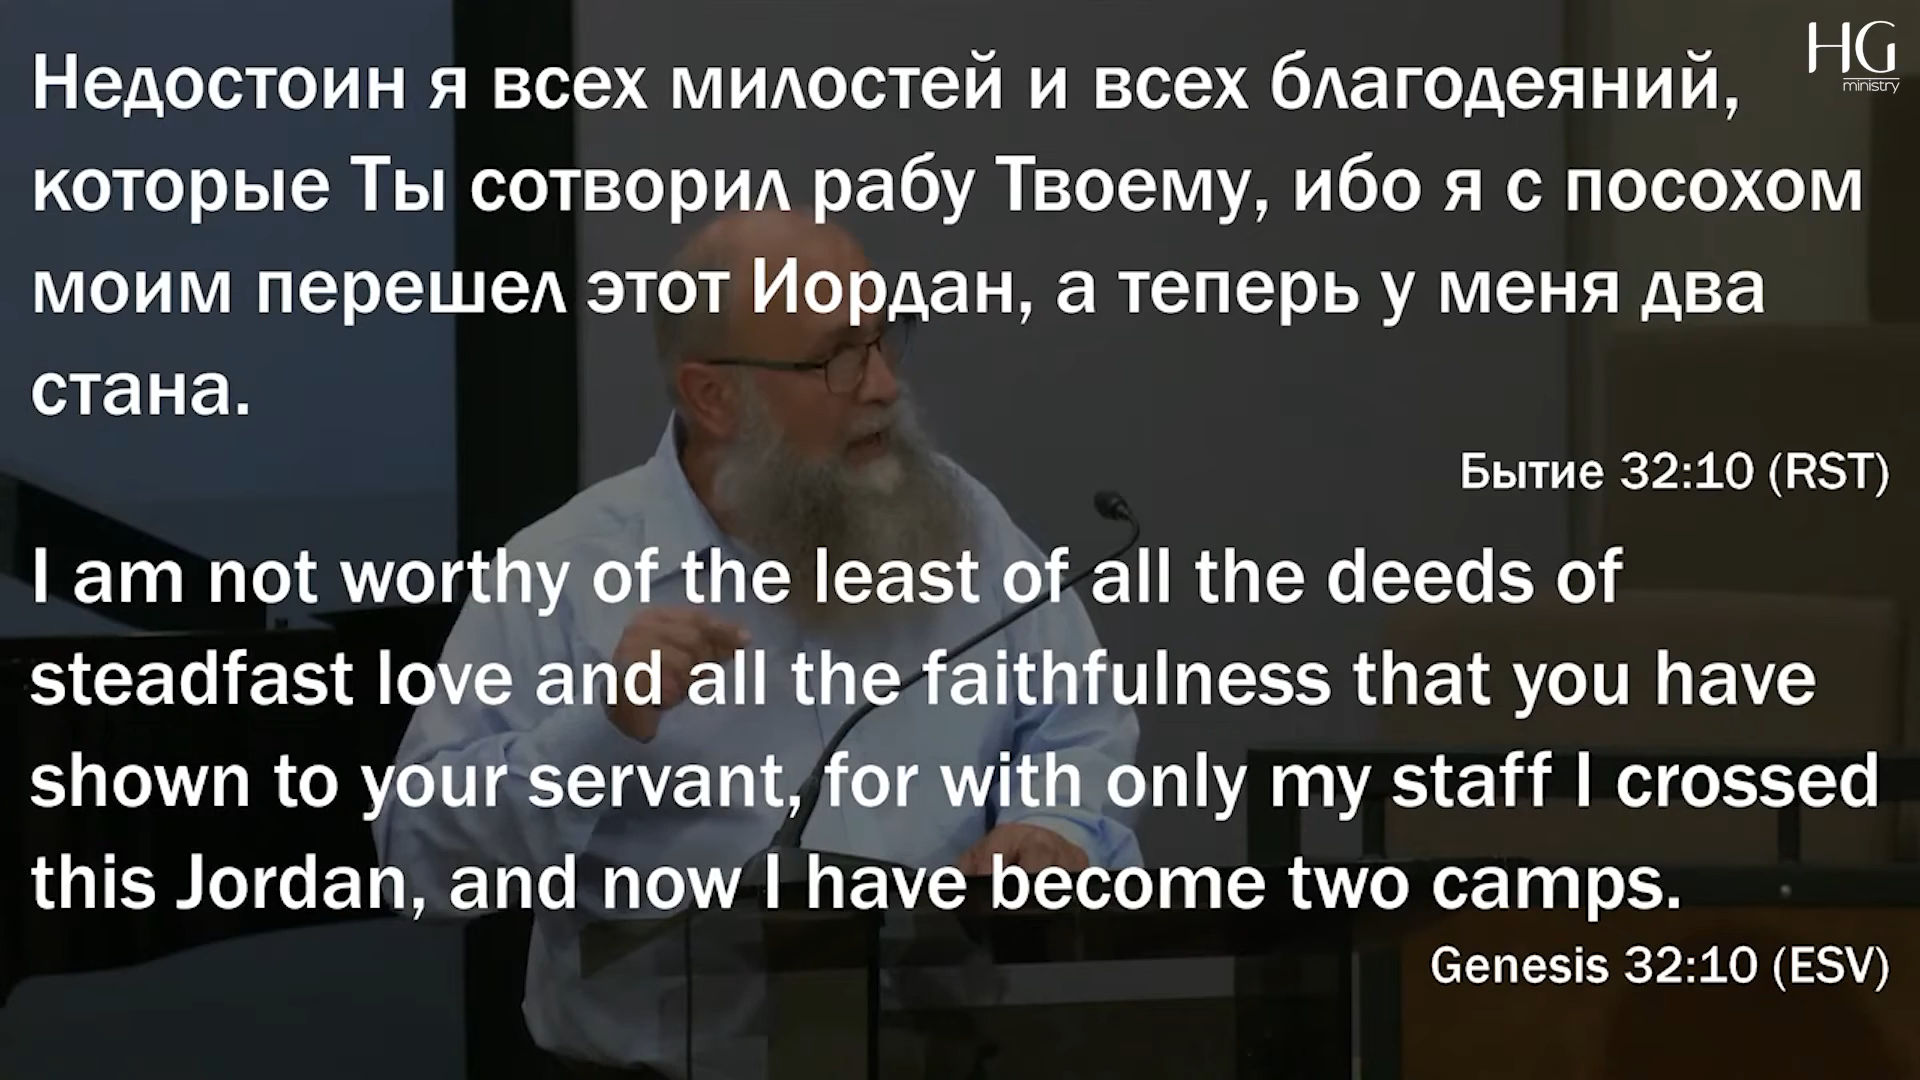 HG
ministry
Недостоин я всех милостей и всех благодеяний,
которые Ты сотворил рабу Твоему, ибо я с посохом
моим перешел этот Иордан, а теперь у меня два
стана.
Бытие 32:10 (RST)
I am not worthy of the least of all the deeds of
steadfast love and all the faithfulness that you have
shown to your servant, for with only my staff I crossed
this Jordan, and now I have become two camps.
Genesis 32:10 (ESV)